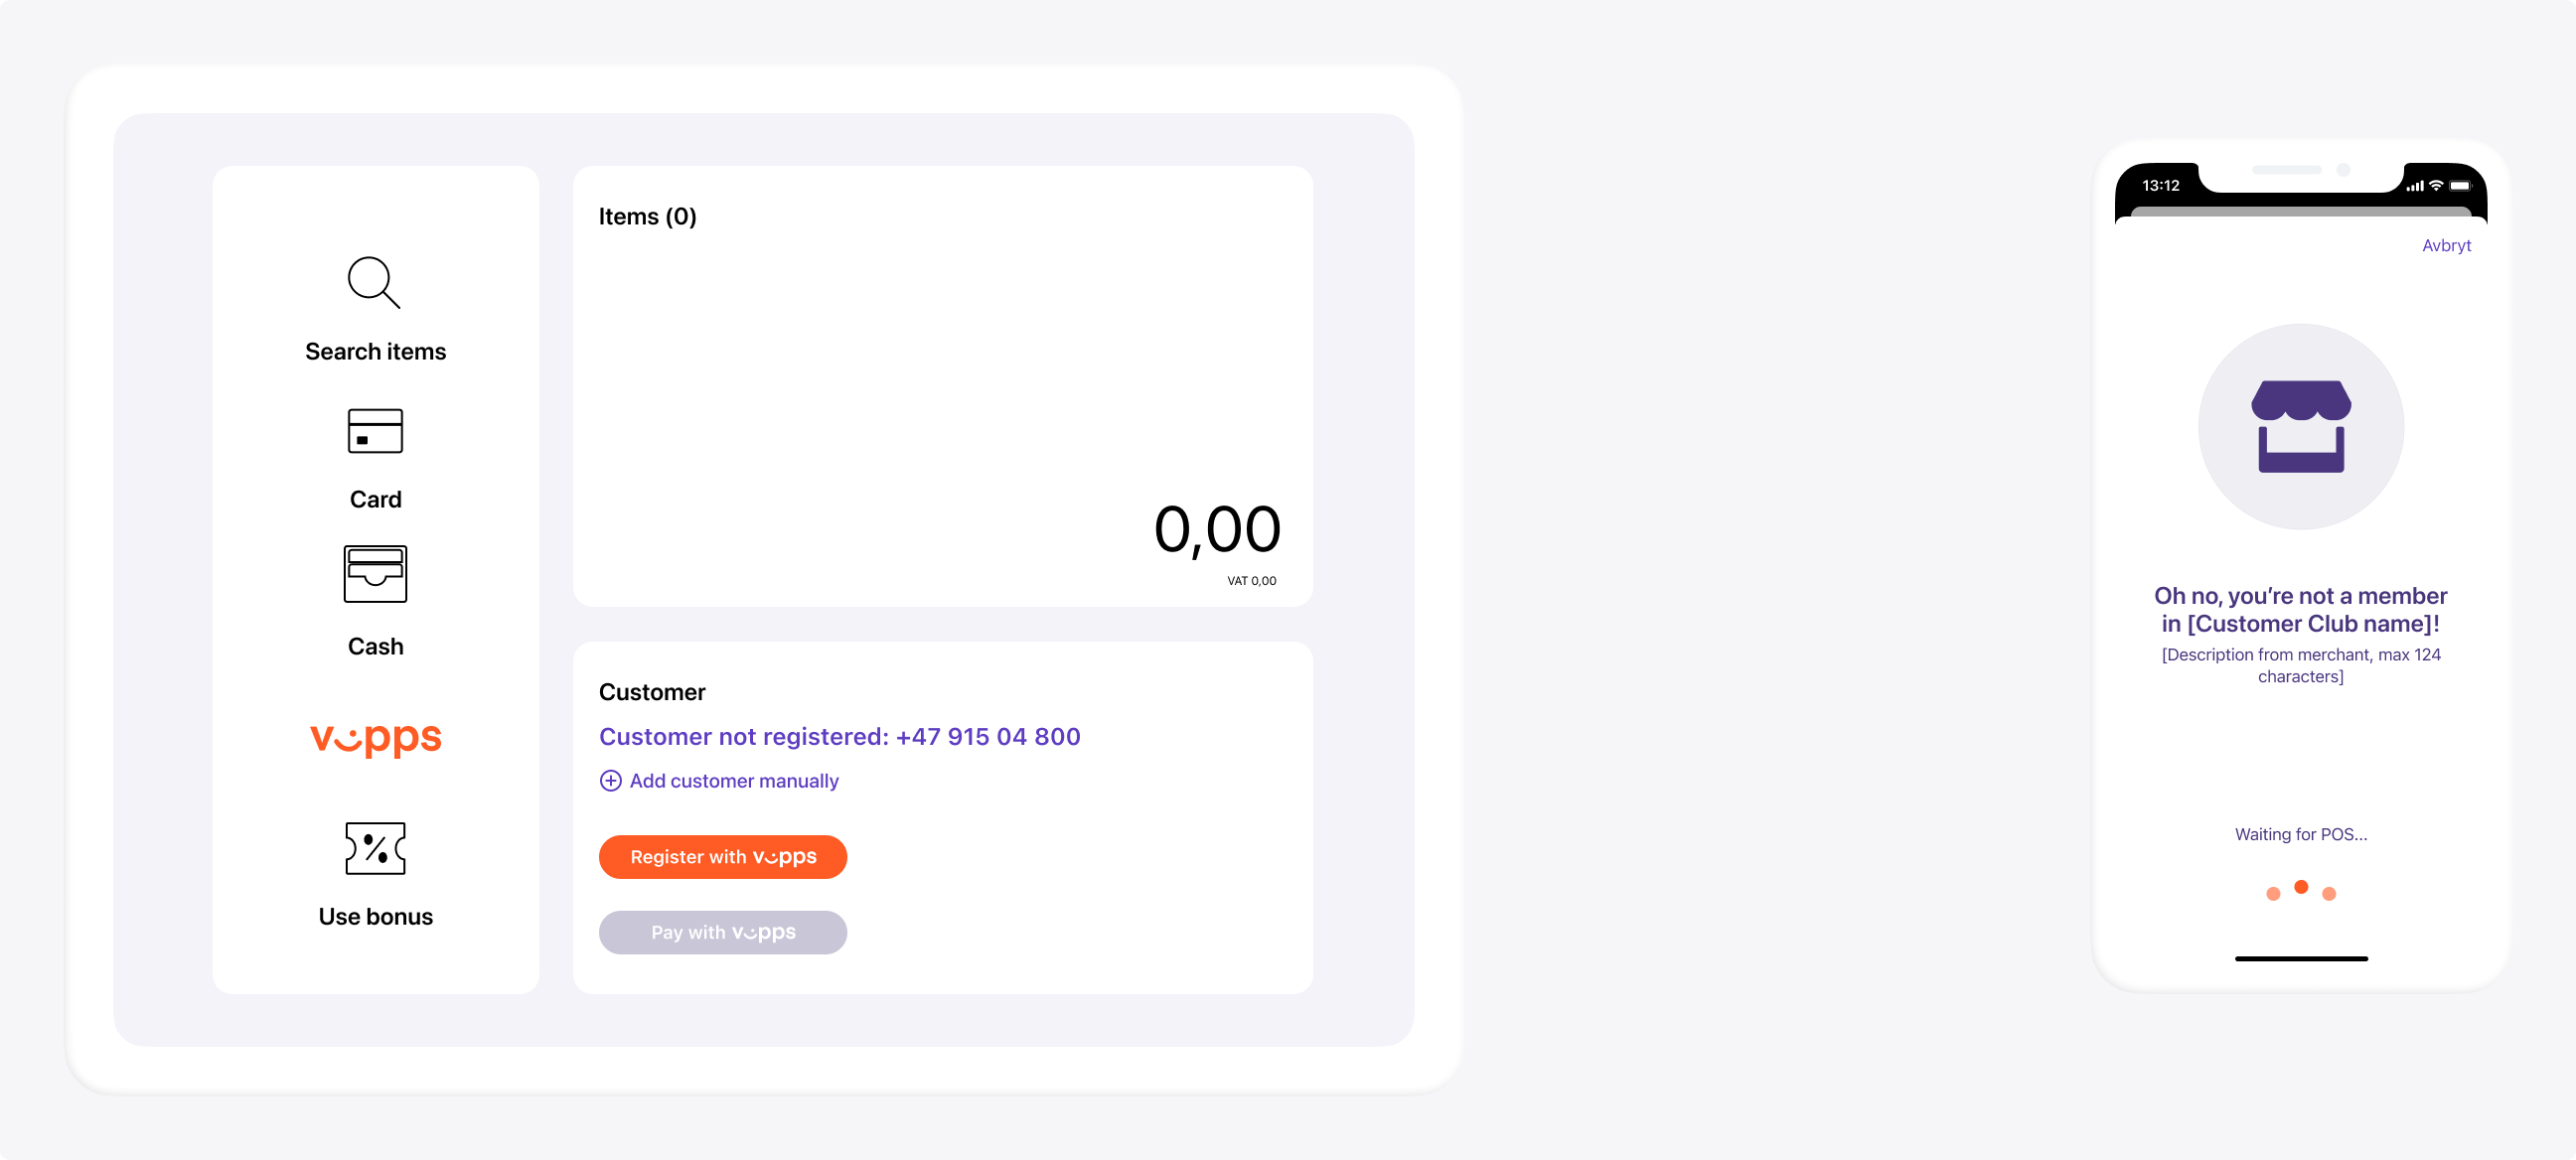 Search items
Card
Cash
vipps
Use bonus
Items (0)
0,00
VAT 0,00
Customer
Customer not registered: +47 915 04 800
Add customer manually
Register with vipps
Pay with vipps
13:12
Avbryt
Oh no, you’re not a member
in [Customer Club name]!
[Description from merchant, max 124
characters]
Waiting for POS...